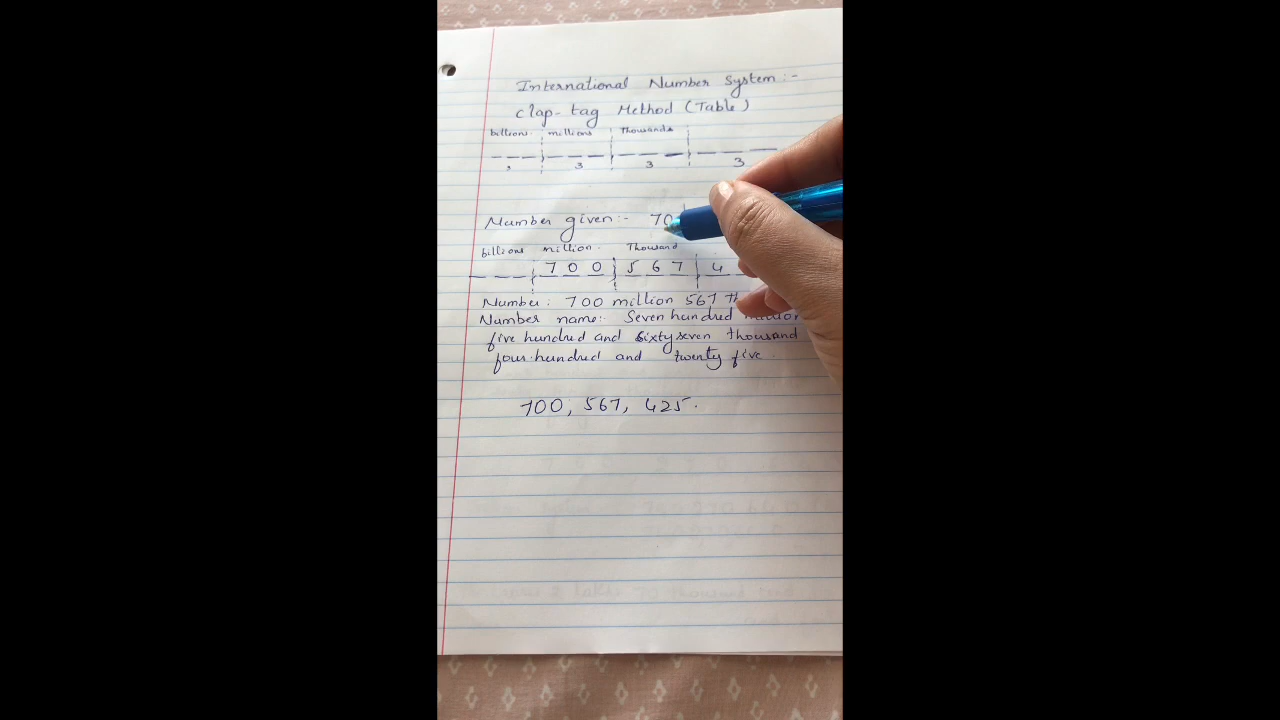 International Number System:-
Clap-tag Method (Table)
billions millions Thousands
, 3 3 3
Number given:- 70
billions million Thousand
7 0 0 5 6 7 4
Number: 700 million 567 th
Number name:- Seven hundred million
five hundred and sixty seven thousand
four hundred and twenty five.
700, 567, 425.